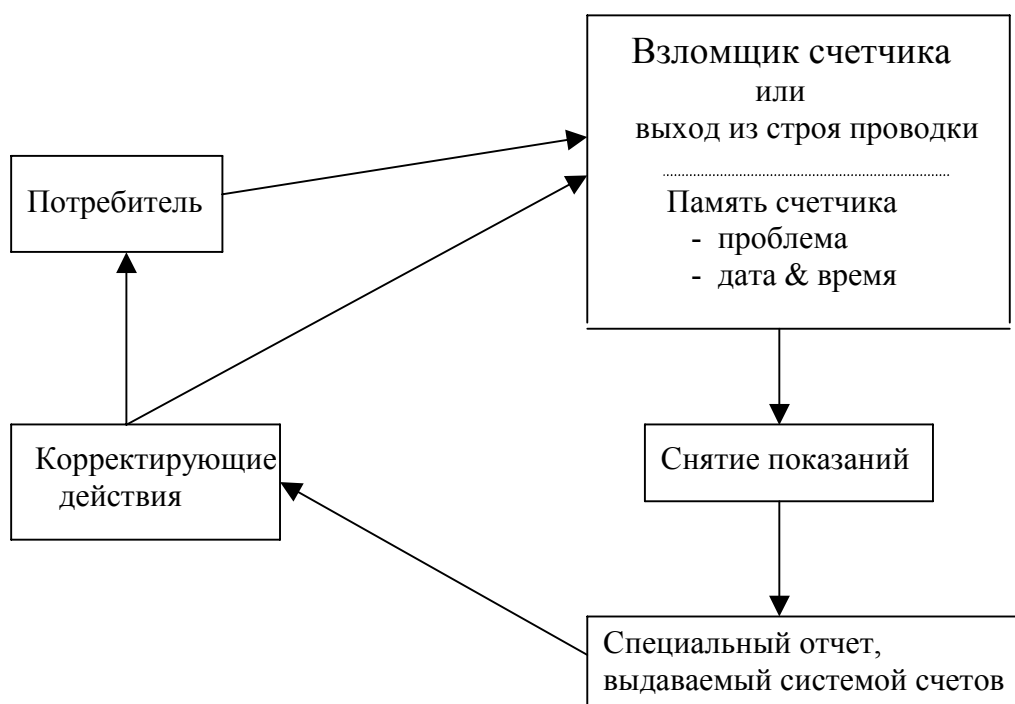 Взломщик счетчика
или
выход из строя проводки
Память счетчика
- проблема
- дата & время
Потребитель
Корректирующие
действия
Снятие показаний
Специальный отчет,
выдаваемый системой счетов